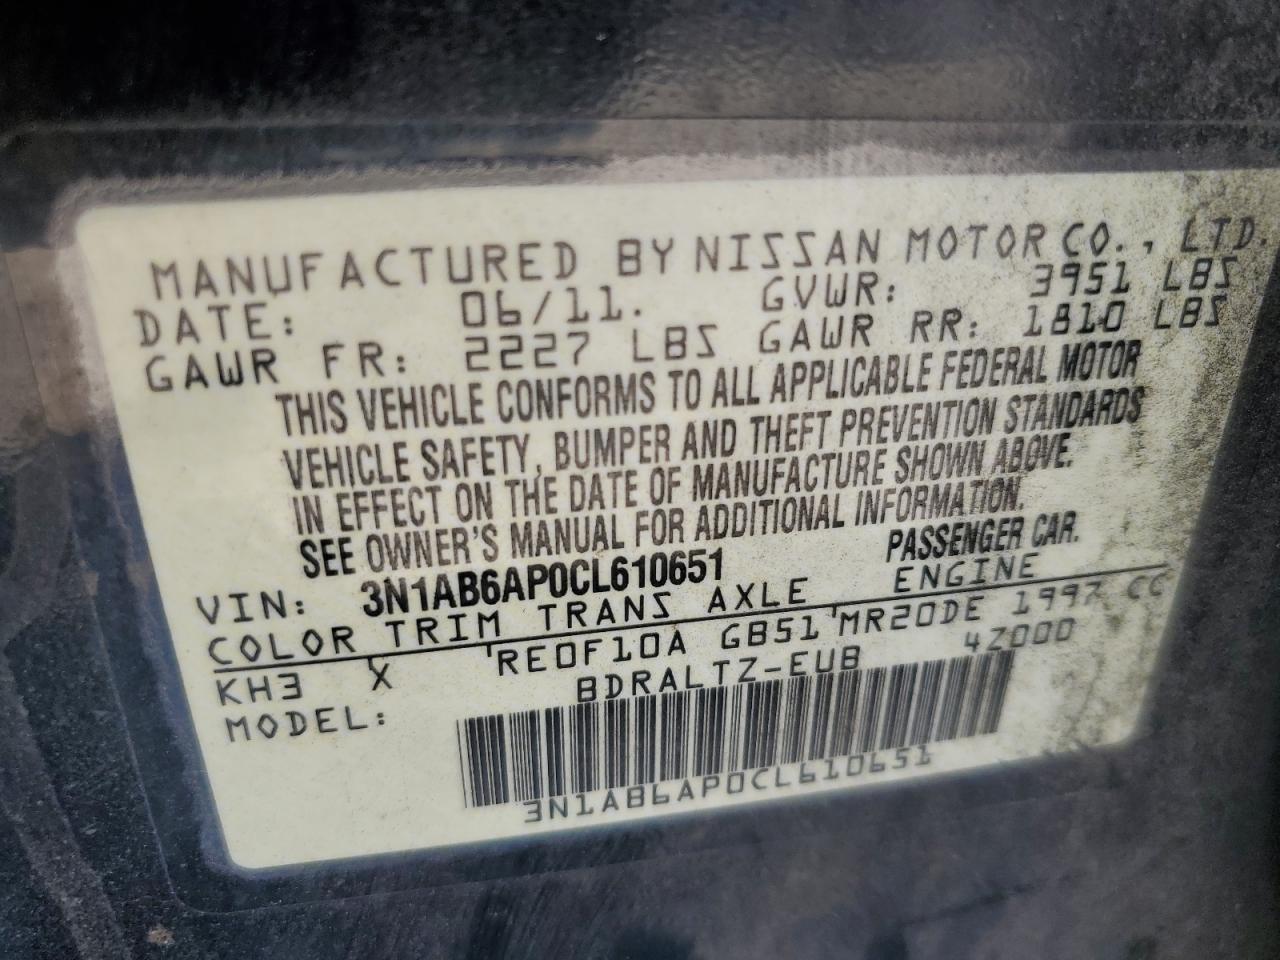 MANUFACTURED BY NISSAN MOTOR CO., LTD.
DATE: 06/11. GVWR: 3951 LBS
GAWR FR: 2227 LBS GAWR RR: 1810 LBS
THIS VEHICLE CONFORMS TO ALL APPLICABLE FEDERAL MOTOR
VEHICLE SAFETY, BUMPER AND THEFT PREVENTION STANDARDS
IN EFFECT ON THE DATE OF MANUFACTURE SHOWN ABOVE.
SEE OWNER'S MANUAL FOR ADDITIONAL INFORMATION.
VIN: 3N1AB6AP0CL610651 PASSENGER CAR.
COLOR TRIM TRANS AXLE ENGINE
KH3 X RE0F10A GB51 MR20DE 1997 CC
MODEL: BDRALTZ-EUB 4Z000
3N1AB6AP0CL610651